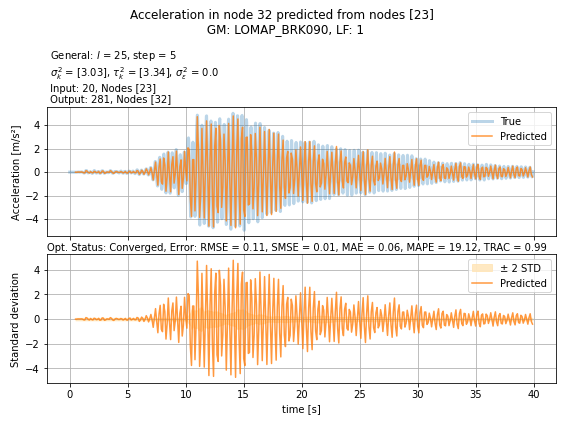 Acceleration in node 32 predicted from nodes [23]
GM: LOMAP_BRK090, LF: 1
General: l = 25, step = 5
σ²ₖ = [3.03], τ²ₖ = [3.34], σ²ε = 0.0
Input: 20, Nodes [23]
Output: 281, Nodes [32]
Acceleration [m/s²]
4
2
0
−2
−4
True
Predicted
Opt. Status: Converged, Error: RMSE = 0.11, SMSE = 0.01, MAE = 0.06, MAPE = 19.12, TRAC = 0.99
Standard deviation
4
2
0
−2
−4
± 2 STD
Predicted
0 5 10 15 20 25 30 35 40
time [s]